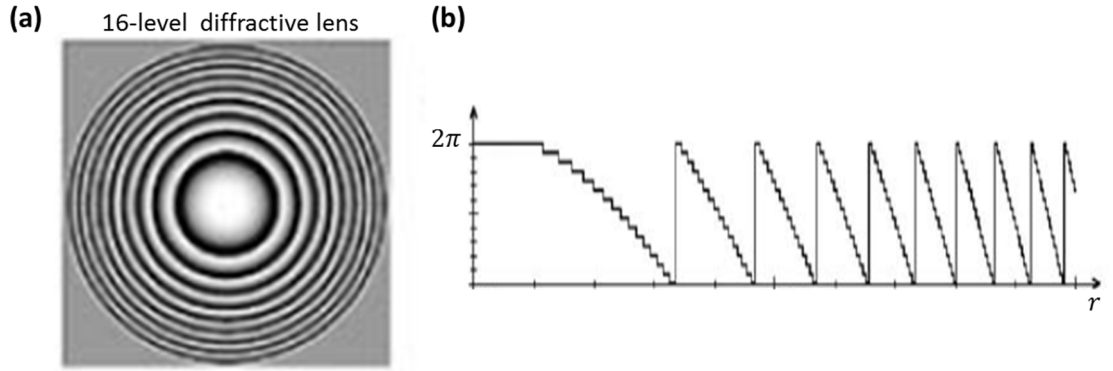 (a)
16-level diffractive lens
(b)
2π
r